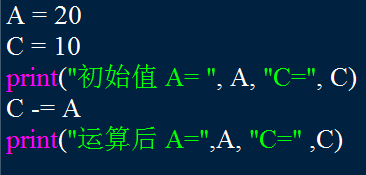 A = 20
C = 10
print("初始值 A= ", A, "C=", C)
C -= A
print("运算后 A=",A, "C=" ,C)